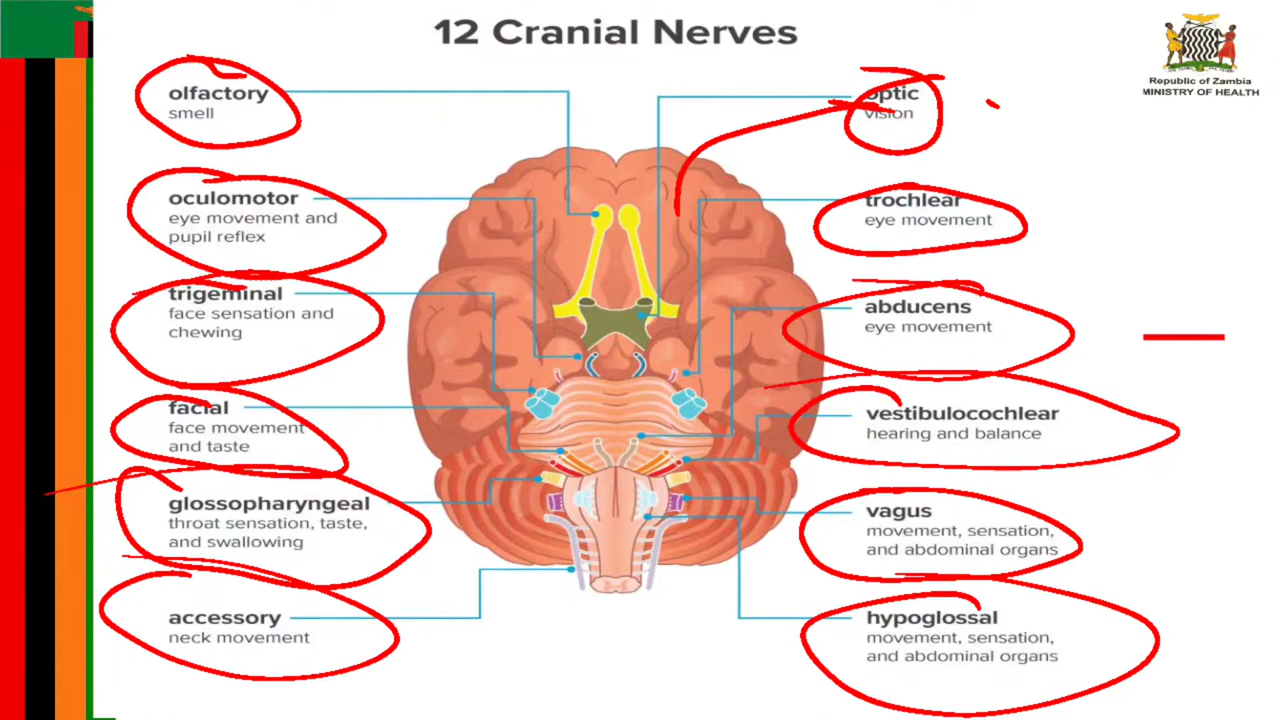 12 Cranial Nerves
Republic of Zambia
MINISTRY OF HEALTH
olfactory
smell
optic
vision
oculomotor
eye movement and
pupil reflex
trochlear
eye movement
trigeminal
face sensation and
chewing
abducens
eye movement
facial
face movement
and taste
vestibulocochlear
hearing and balance
glossopharyngeal
throat sensation, taste,
and swallowing
vagus
movement, sensation,
and abdominal organs
accessory
neck movement
hypoglossal
movement, sensation,
and abdominal organs